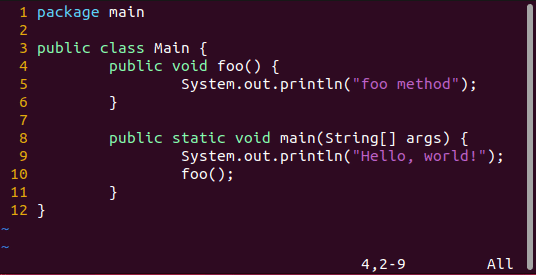 1 package main
2
3 public class Main {
4         public void foo() {
5                 System.out.println("foo method");
6         }
7
8         public static void main(String[] args) {
9                 System.out.println("Hello, world!");
10                 foo();
11         }
12 }
~
~
4,2-9         All